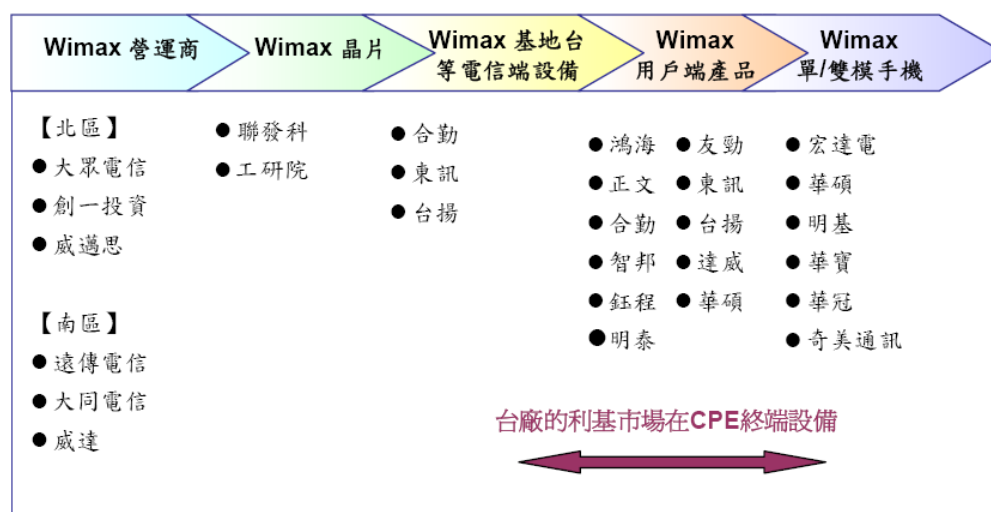 Wimax 營運商
Wimax 晶片
Wimax 基地台
等電信端設備
Wimax
用戶端產品
Wimax
單/雙模手機
【北區】
●大眾電信
●創一投資
●威邁思
【南區】
●遠傳電信
●大同電信
●威達
●聯發科
●工研院
●合勤
●東訊
●台揚
●鴻海 ●友勁
●正文 ●東訊
●合勤 ●台揚
●智邦 ●達威
●鈺程 ●華碩
●明泰
●宏達電
●華碩
●明基
●華寶
●華冠
●奇美通訊
台廠的利基市場在CPE終端設備